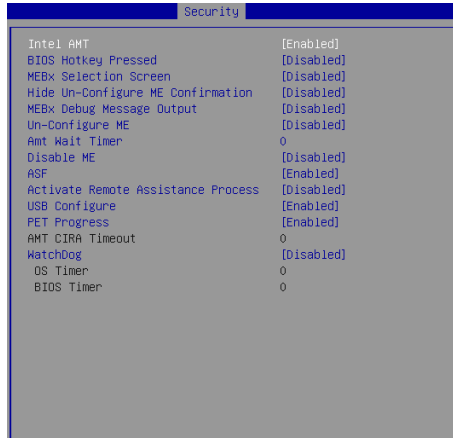 Security
Intel AMT [Enabled]
BIOS Hotkey Pressed [Disabled]
MEBx Selection Screen [Disabled]
Hide Un-Configure ME Confirmation [Disabled]
MEBx Debug Message Output [Disabled]
Un-Configure ME [Disabled]
Amt Wait Timer 0
Disable ME [Disabled]
ASF [Enabled]
Activate Remote Assistance Process [Disabled]
USB Configure [Enabled]
PET Progress [Enabled]
AMT CIRA Timeout 0
WatchDog [Disabled]
OS Timer 0
BIOS Timer 0